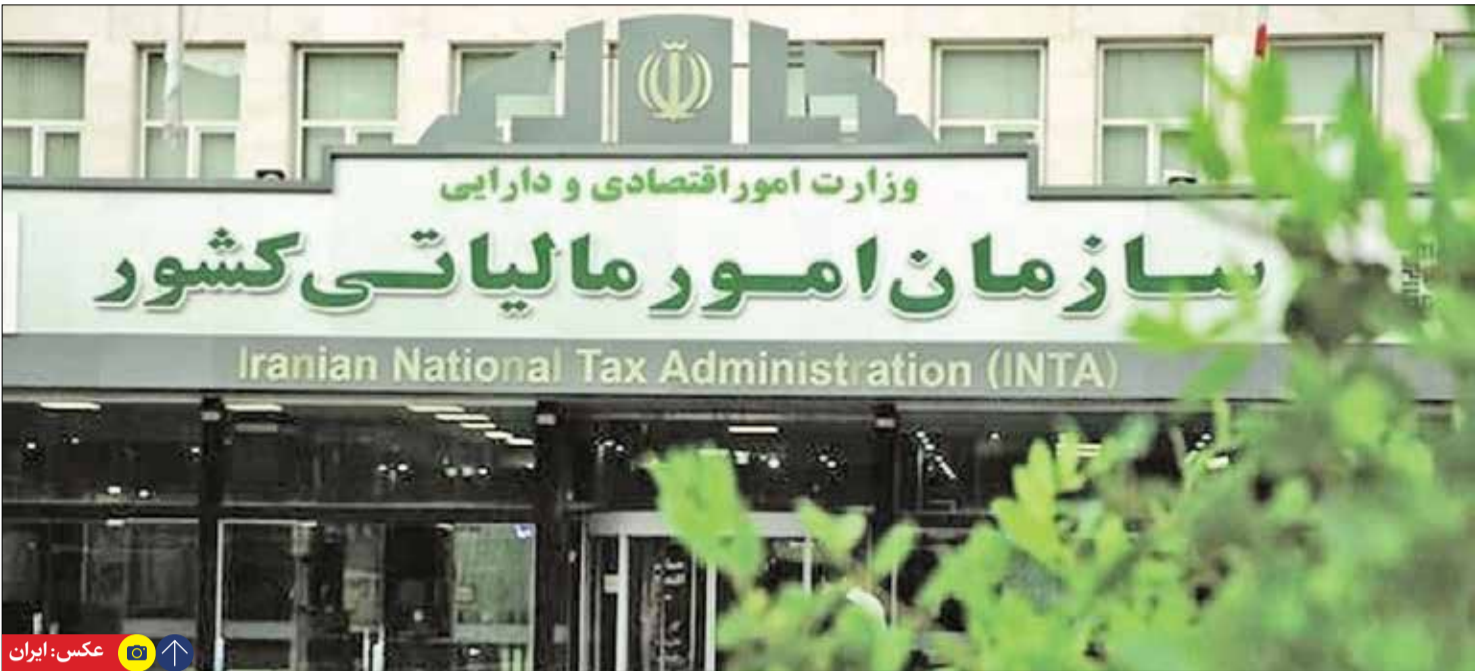 وزارت امور اقتصادی و دارایی
سازمان امور مالیاتی کشور
Iranian National Tax Administration (INTA)
عکس: ایران